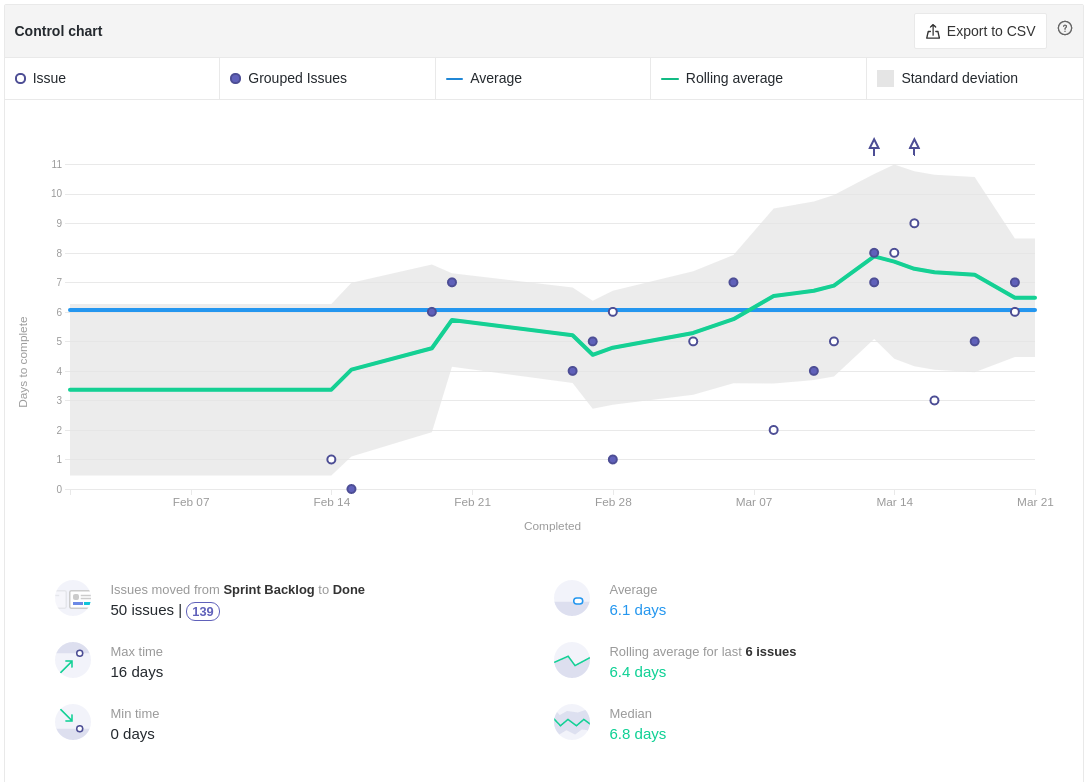 Control chart
Export to CSV
?
Issue
Grouped Issues
Average
Rolling average
Standard deviation
11
10
9
8
7
6
5
4
3
2
1
0
Days to complete
Feb 07
Feb 14
Feb 21
Feb 28
Mar 07
Mar 14
Mar 21
Completed
Issues moved from Sprint Backlog to Done
50 issues | 139
Average
6.1 days
Max time
16 days
Rolling average for last 6 issues
6.4 days
Min time
0 days
Median
6.8 days